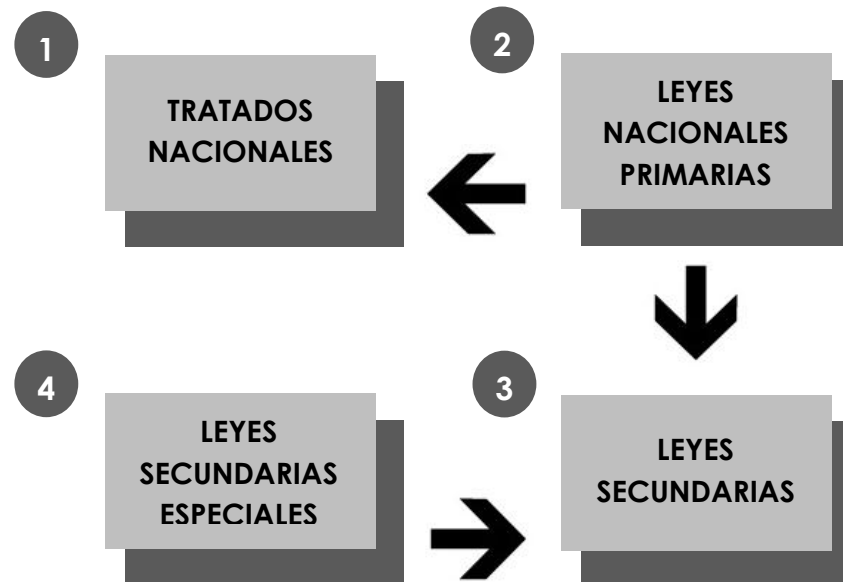 1
TRATADOS
NACIONALES
2
LEYES
NACIONALES
PRIMARIAS
4
LEYES
SECUNDARIAS
ESPECIALES
3
LEYES
SECUNDARIAS